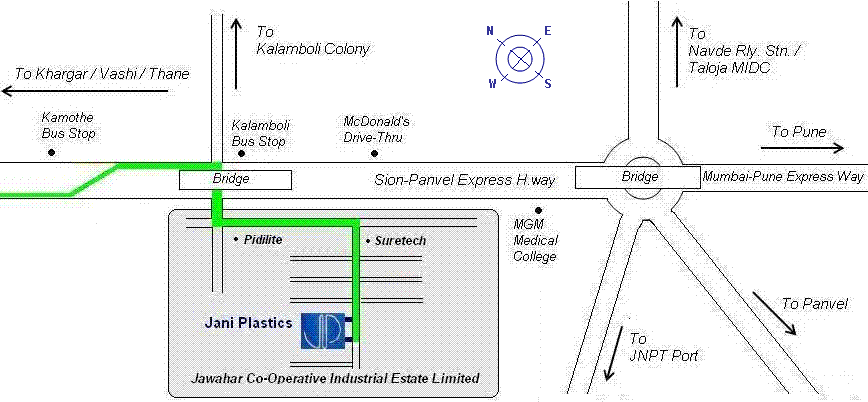 To
Kalamboli Colony
N
E
W
S
To
Navde Rly. Stn. /
Taloja MIDC
To Khargar / Vashi / Thane
Kamothe
Bus Stop
Kalamboli
Bus Stop
McDonald's
Drive-Thru
To Pune
Bridge
Sion-Panvel Express H.way
Bridge
Mumbai-Pune Express Way
MGM
Medical
College
• Pidilite
• Suretech
Jani Plastics
JP
To Panvel
To
JNPT Port
Jawahar Co-Operative Industrial Estate Limited